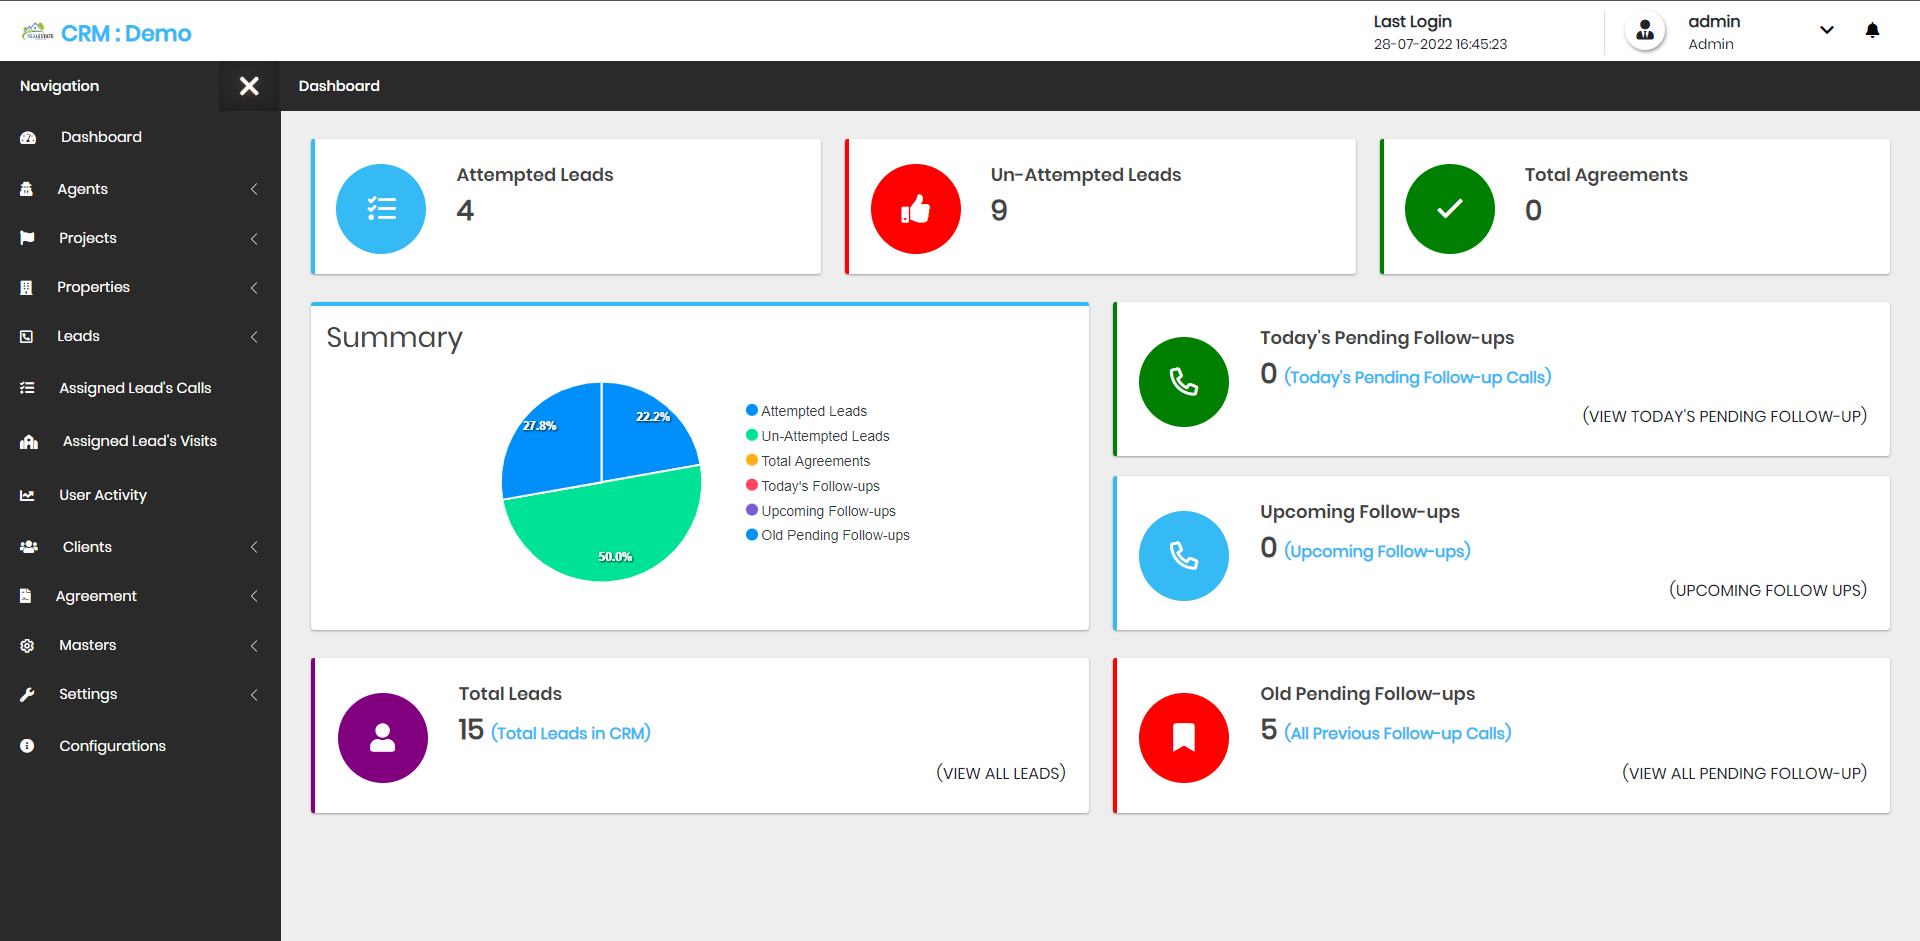 REALESTATE
CRM : Demo
Last Login
28-07-2022 16:45:23
admin
Admin
Navigation
Dashboard
Dashboard
Agents
Projects
Properties
Leads
Assigned Lead's Calls
Assigned Lead's Visits
User Activity
Clients
Agreement
Masters
Settings
Configurations
Attempted Leads
4
Un-Attempted Leads
9
Total Agreements
0
Summary
27.8%
22.2%
50.0%
Attempted Leads
Un-Attempted Leads
Total Agreements
Today's Follow-ups
Upcoming Follow-ups
Old Pending Follow-ups
Today's Pending Follow-ups
0 (Today's Pending Follow-up Calls)
(VIEW TODAY'S PENDING FOLLOW-UP)
Upcoming Follow-ups
0 (Upcoming Follow-ups)
(UPCOMING FOLLOW UPS)
Total Leads
15 (Total Leads in CRM)
(VIEW ALL LEADS)
Old Pending Follow-ups
5 (All Previous Follow-up Calls)
(VIEW ALL PENDING FOLLOW-UP)